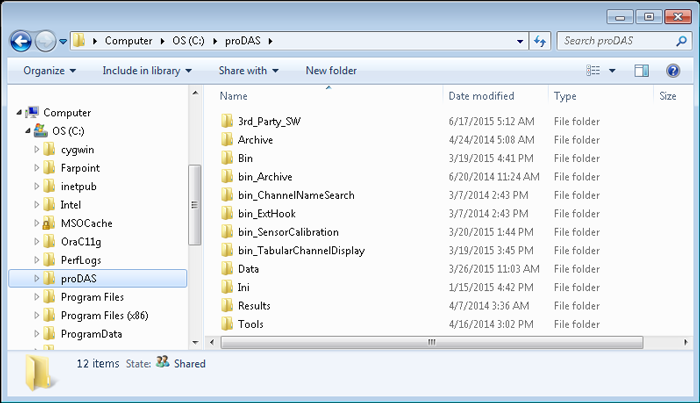 Computer OS (C:) proDAS Search proDAS
Organize Include in library Share with New folder
Name Date modified Type Size
Computer
OS (C:)
cygwin
Farpoint
inetpub
Intel
MSOCache
OraC11g
PerfLogs
proDAS
Program Files
Program Files (x86)
ProgramData
3rd_Party_SW 6/17/2015 5:12 AM File folder
Archive 4/24/2014 5:08 AM File folder
Bin 3/19/2015 4:41 PM File folder
bin_Archive 6/20/2014 11:24 AM File folder
bin_ChannelNameSearch 3/7/2014 2:43 PM File folder
bin_ExtHook 3/7/2014 2:43 PM File folder
bin_SensorCalibration 3/20/2015 1:44 PM File folder
bin_TabularChannelDisplay 3/19/2015 3:45 PM File folder
Data 3/26/2015 11:03 AM File folder
Ini 1/15/2015 4:42 PM File folder
Results 4/7/2014 3:36 AM File folder
Tools 4/16/2014 3:02 PM File folder
12 items State: Shared